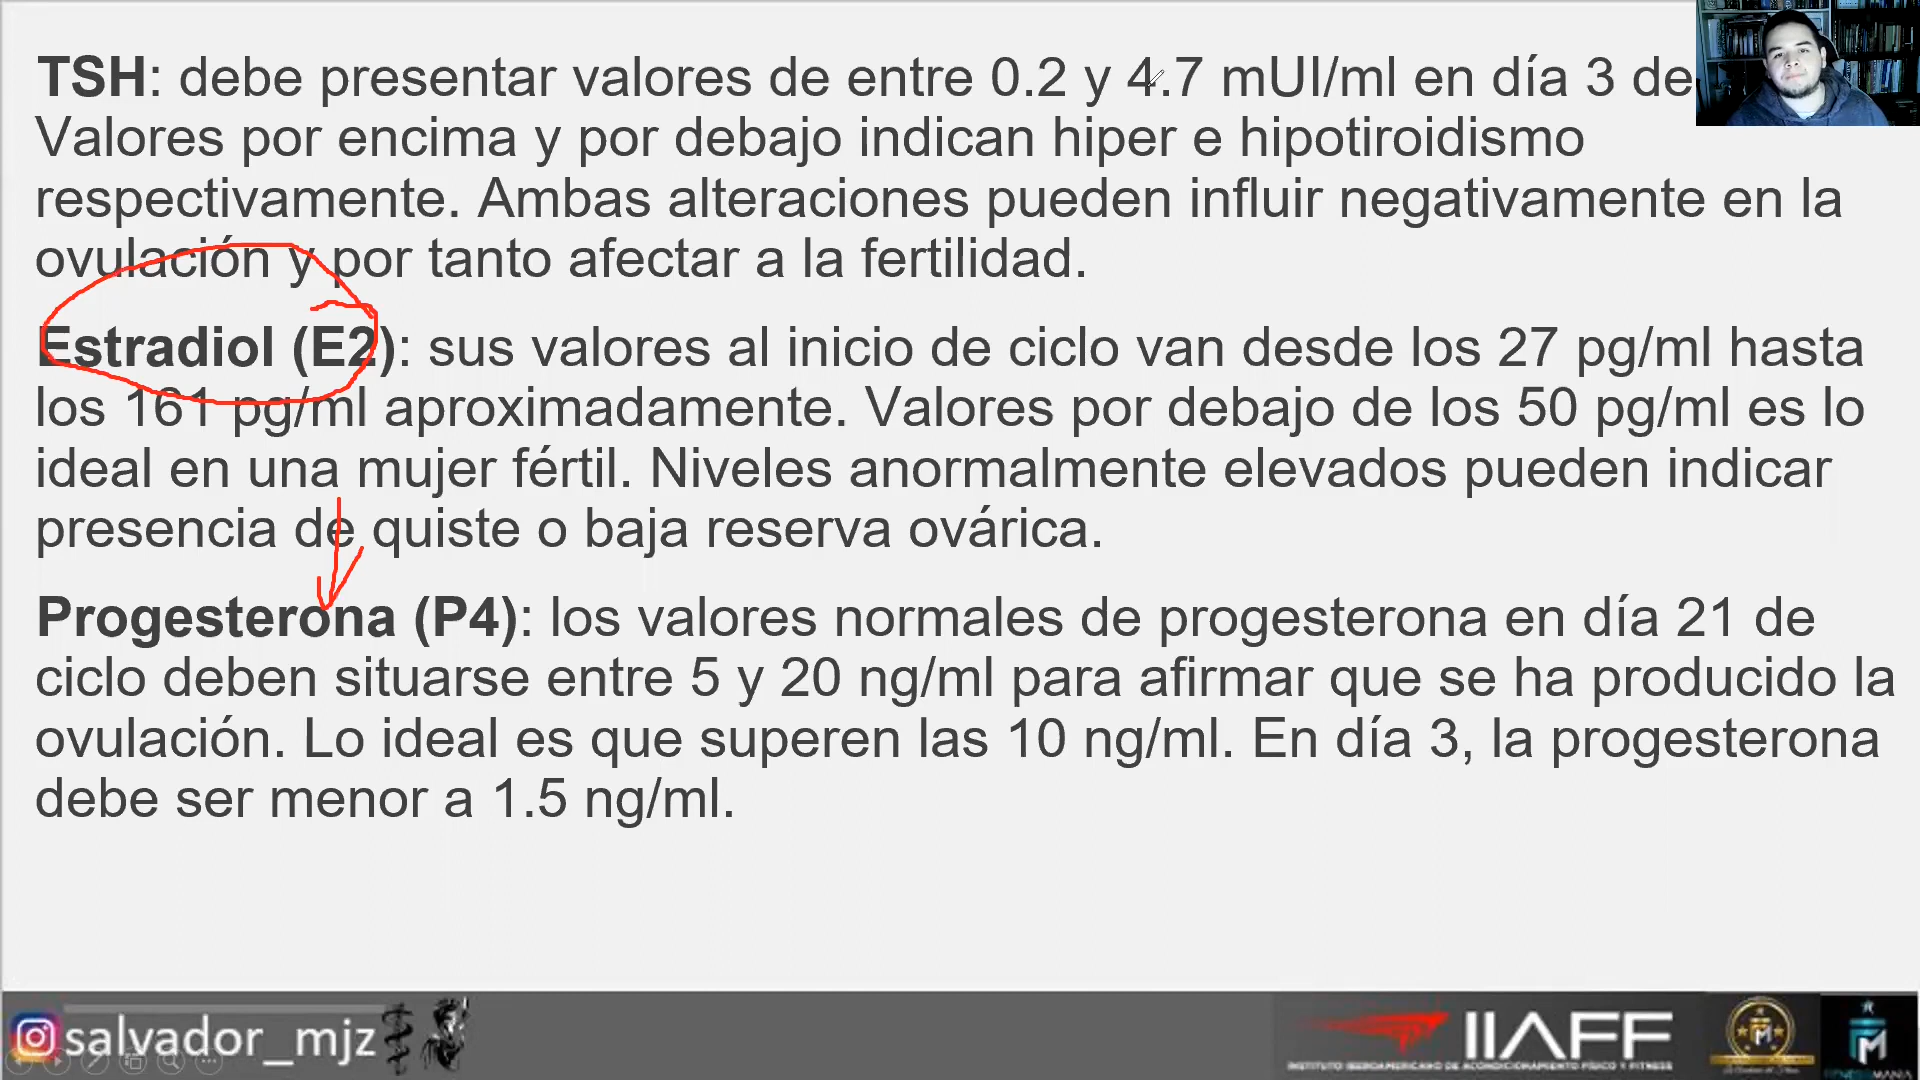 TSH: debe presentar valores de entre 0.2 y 4.7 mUI/ml en día 3 de
Valores por encima y por debajo indican hiper e hipotiroidismo
respectivamente. Ambas alteraciones pueden influir negativamente en la
ovulación y por tanto afectar a la fertilidad.
Estradiol (E2): sus valores al inicio de ciclo van desde los 27 pg/ml hasta
los 161 pg/ml aproximadamente. Valores por debajo de los 50 pg/ml es lo
ideal en una mujer fértil. Niveles anormalmente elevados pueden indicar
presencia de quiste o baja reserva ovárica.
Progesterona (P4): los valores normales de progesterona en día 21 de
ciclo deben situarse entre 5 y 20 ng/ml para afirmar que se ha producido la
ovulación. Lo ideal es que superen las 10 ng/ml. En día 3, la progesterona
debe ser menor a 1.5 ng/ml.
salvador_mjz
IIAFF
INSTITUTO IBEROAMERICANO DE ACONDICIONAMIENTO FÍSICO Y FITNESS